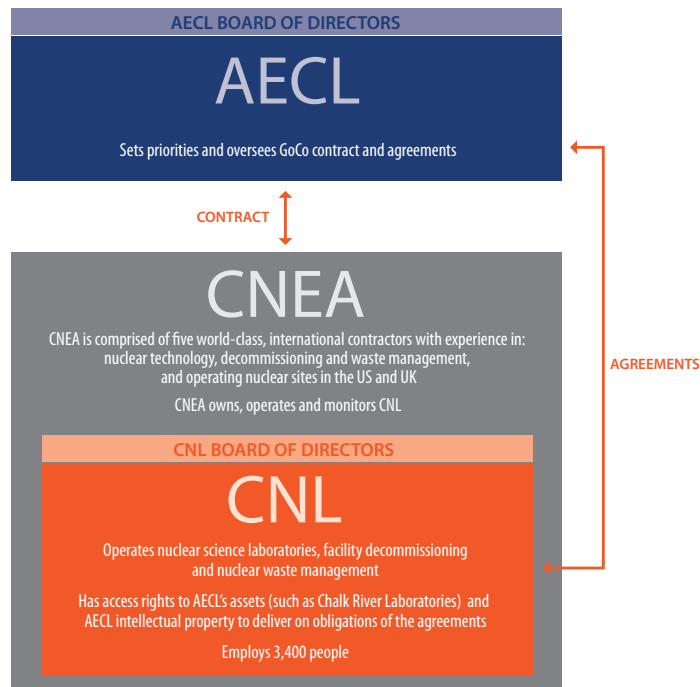 AECL BOARD OF DIRECTORS
AECL
Sets priorities and oversees GoCo contract and agreements
CONTRACT
CNEA
CNEA is comprised of five world-class, international contractors with experience in:
nuclear technology, decommissioning and waste management,
and operating nuclear sites in the US and UK
CNEA owns, operates and monitors CNL
AGREEMENTS
CNL BOARD OF DIRECTORS
CNL
Operates nuclear science laboratories, facility decommissioning
and nuclear waste management
Has access rights to AECL's assets (such as Chalk River Laboratories) and
AECL intellectual property to deliver on obligations of the agreements
Employs 3,400 people